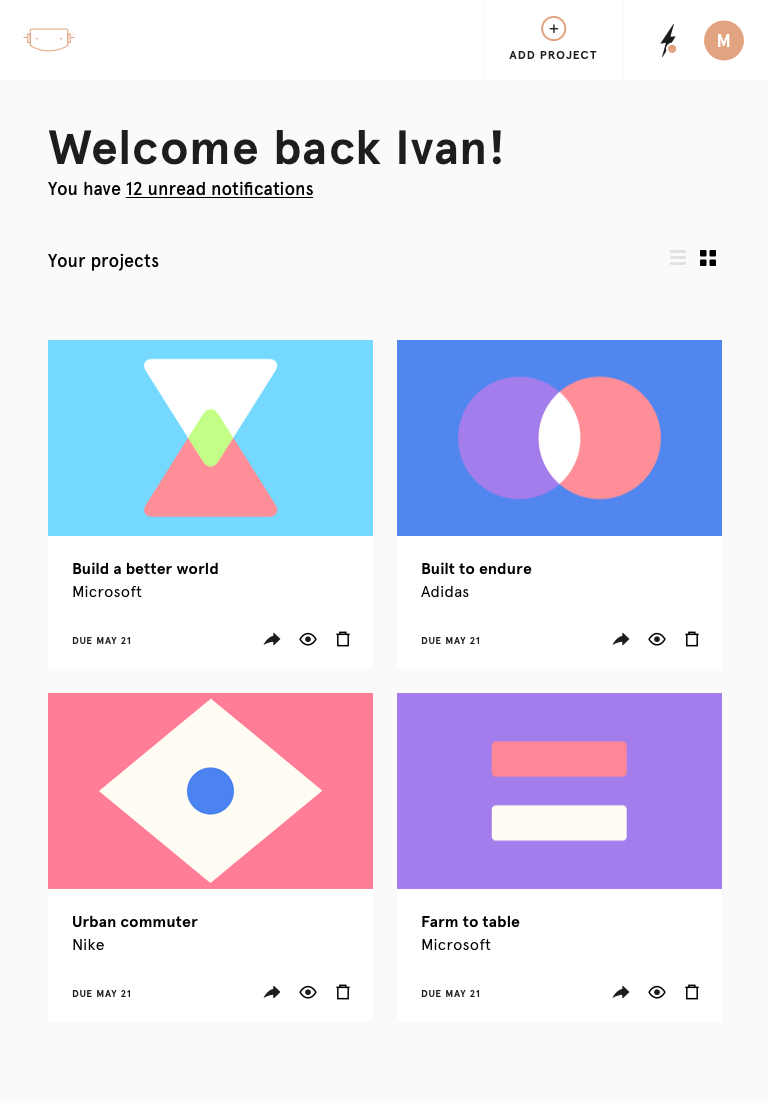 ADD PROJECT
M
Welcome back Ivan!
You have 12 unread notifications
Your projects
Build a better world
Microsoft
DUE MAY 21
Built to endure
Adidas
DUE MAY 21
Urban commuter
Nike
DUE MAY 21
Farm to table
Microsoft
DUE MAY 21